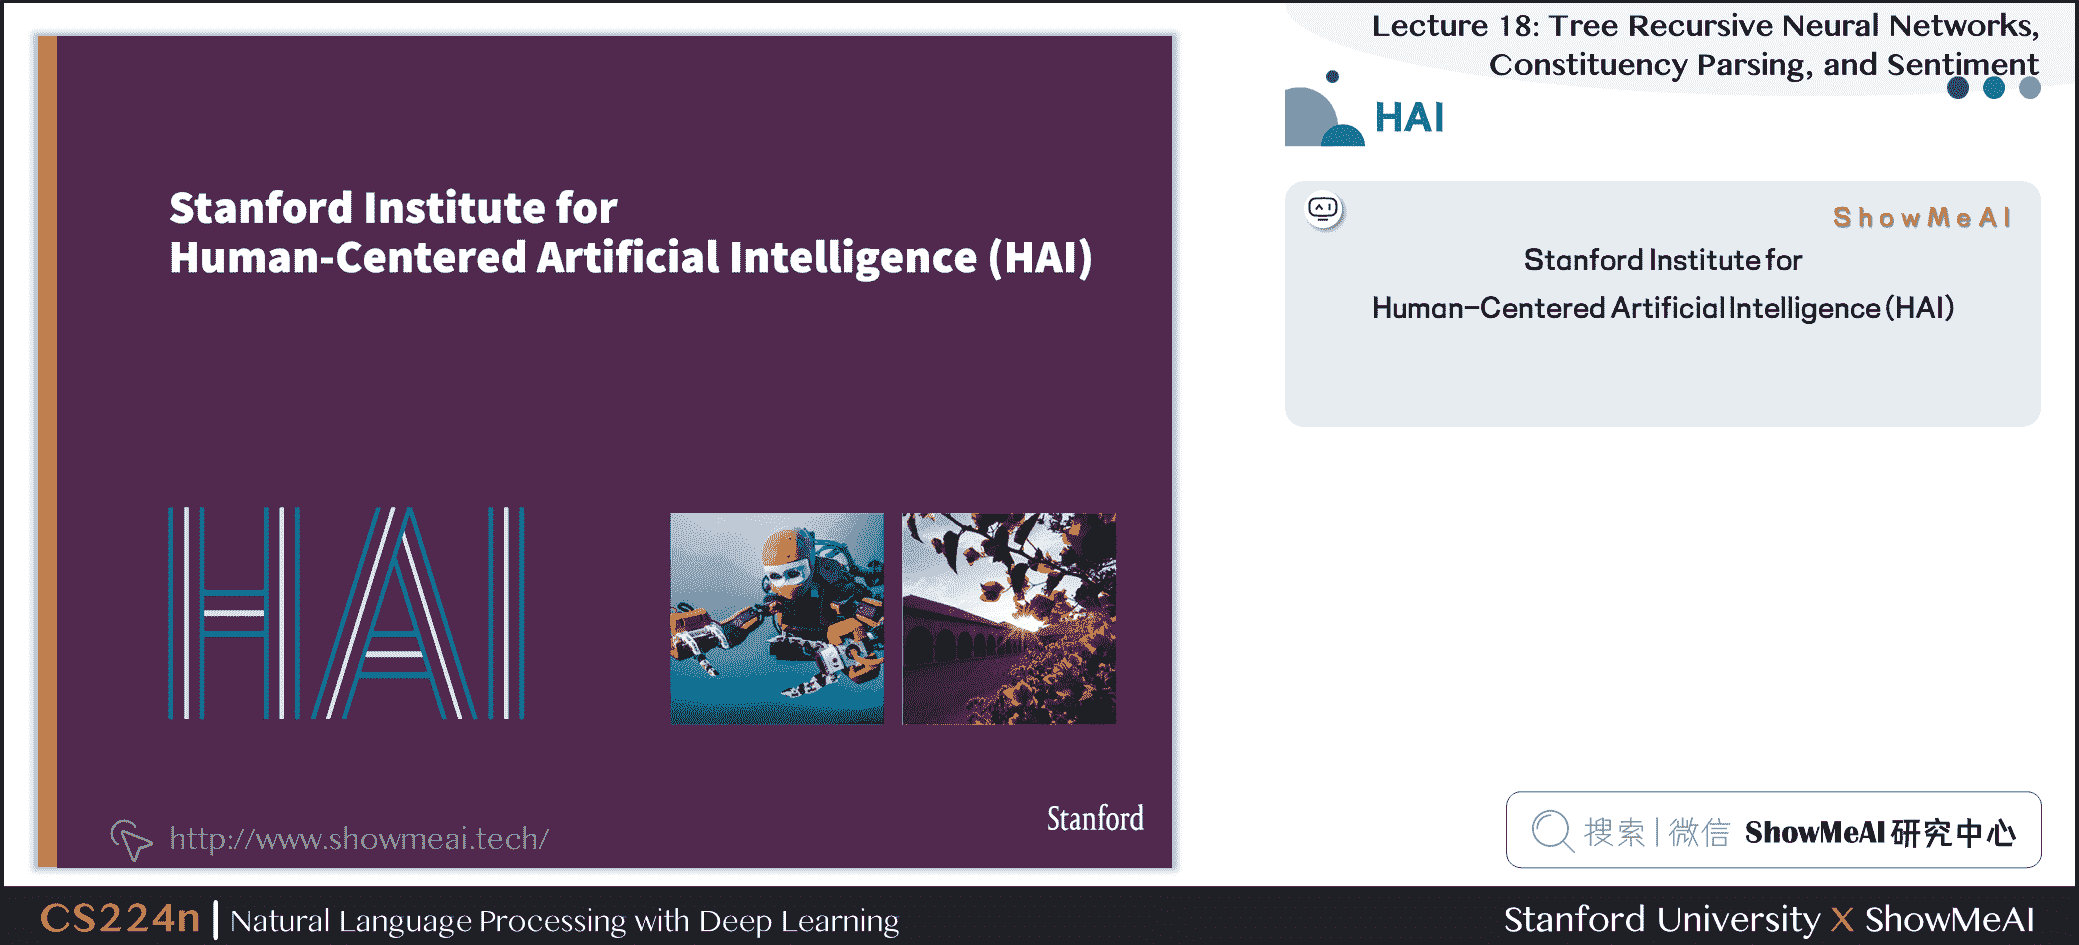 Lecture 18: Tree Recursive Neural Networks,
Constituency Parsing, and Sentiment
HAI
Stanford Institute for
Human-Centered Artificial Intelligence (HAI)
HAI
Stanford
http://www.showmeai.tech/
ShowMeAI
Stanford Institute for
Human-Centered Artificial Intelligence (HAI)
搜索 | 微信 ShowMeAI 研究中心
CS224n | Natural Language Processing with Deep Learning
Stanford University X ShowMeAI